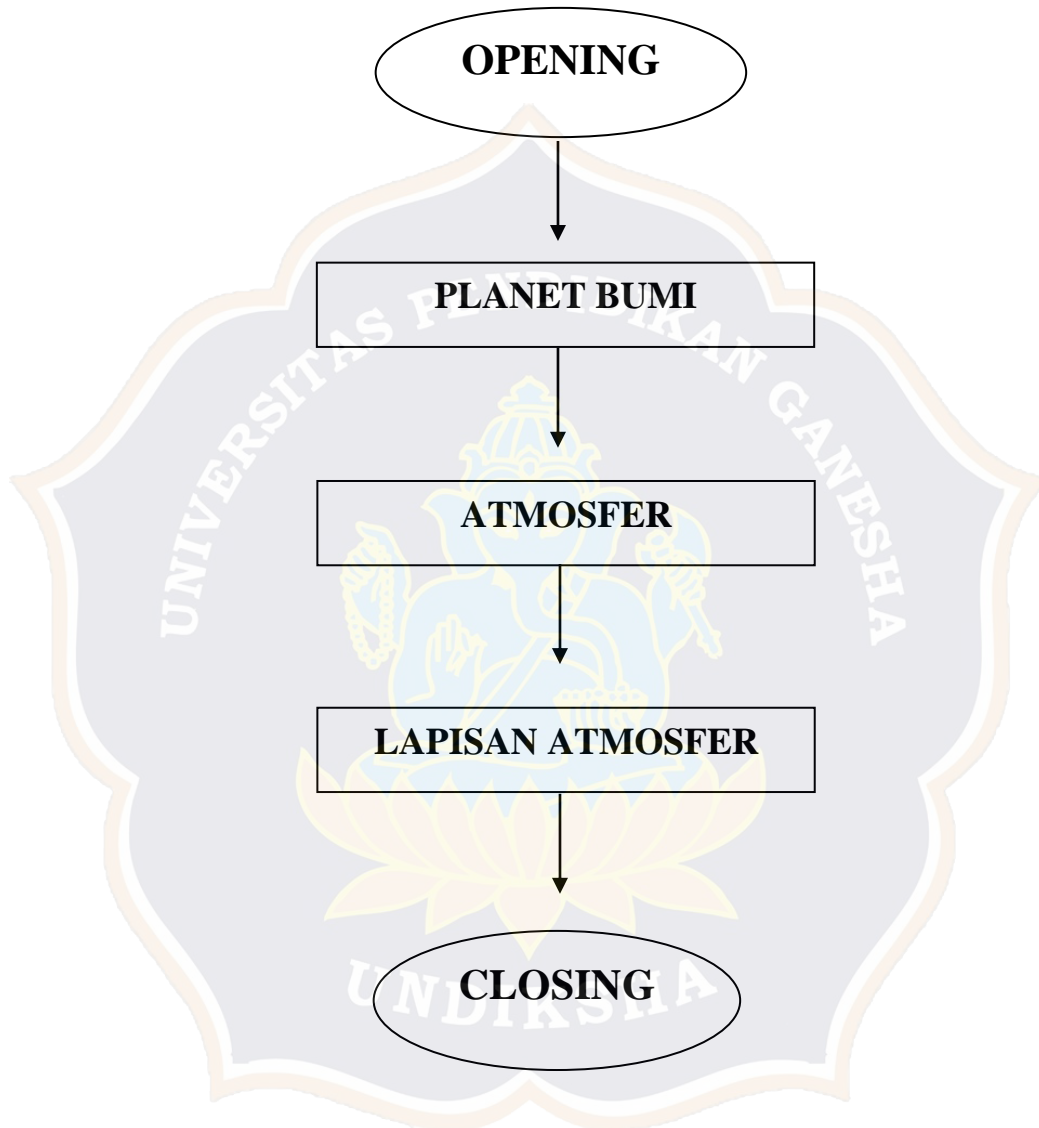 OPENING
PLANET BUMI
UNIVERSITAS PENDIDIKAN GANESHA
ATMOSFER
LAPISAN ATMOSFER
CLOSING
UNDIKSHA